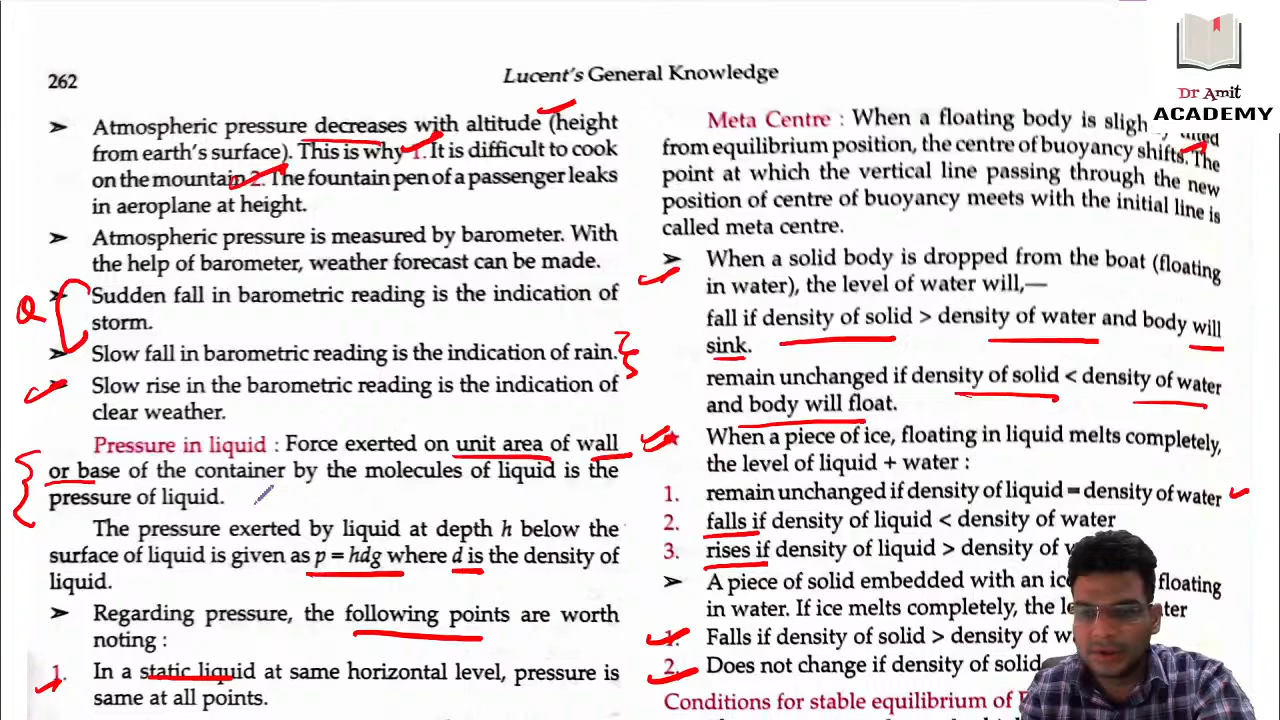 262
Lucent's General Knowledge
➤ Atmospheric pressure decreases with altitude (height
from earth's surface). This is why 1. It is difficult to cook
on the mountain 2. The fountain pen of a passenger leaks
in aeroplane at height.
➤ Atmospheric pressure is measured by barometer. With
the help of barometer, weather forecast can be made.
➤ Sudden fall in barometric reading is the indication of
storm.
➤ Slow fall in barometric reading is the indication of rain.
➤ Slow rise in the barometric reading is the indication of
clear weather.
Pressure in liquid : Force exerted on unit area of wall
or base of the container by the molecules of liquid is the
pressure of liquid.
The pressure exerted by liquid at depth h below the
surface of liquid is given as p = hdg where d is the density of
liquid.
➤ Regarding pressure, the following points are worth
noting :
1. In a static liquid at same horizontal level, pressure is
same at all points.
Q
Meta Centre : When a floating body is
from equilibrium position, the centre of buoyancy shifts. The
point at which the vertical line passing through the new
position of centre of buoyancy meets with the initial line is
called meta centre.
➤ When a solid body is dropped from the boat (floating
in water), the level of water will,—
fall if density of solid > density of water and body will
sink.
remain unchanged if density of solid < density of water
and body will float.
★ When a piece of ice, floating in liquid melts completely,
the level of liquid + water :
1. remain unchanged if density of liquid = density of water
2. falls if density of liquid < density of water
3. rises if density of liquid > density of
➤ A piece of solid embedded with an floating
in water. If ice melts completely, the
1. Falls if density of solid > density of
2. Does not change if density of solid
Conditions for stable equilibrium of
Dr Amit
ACADEMY